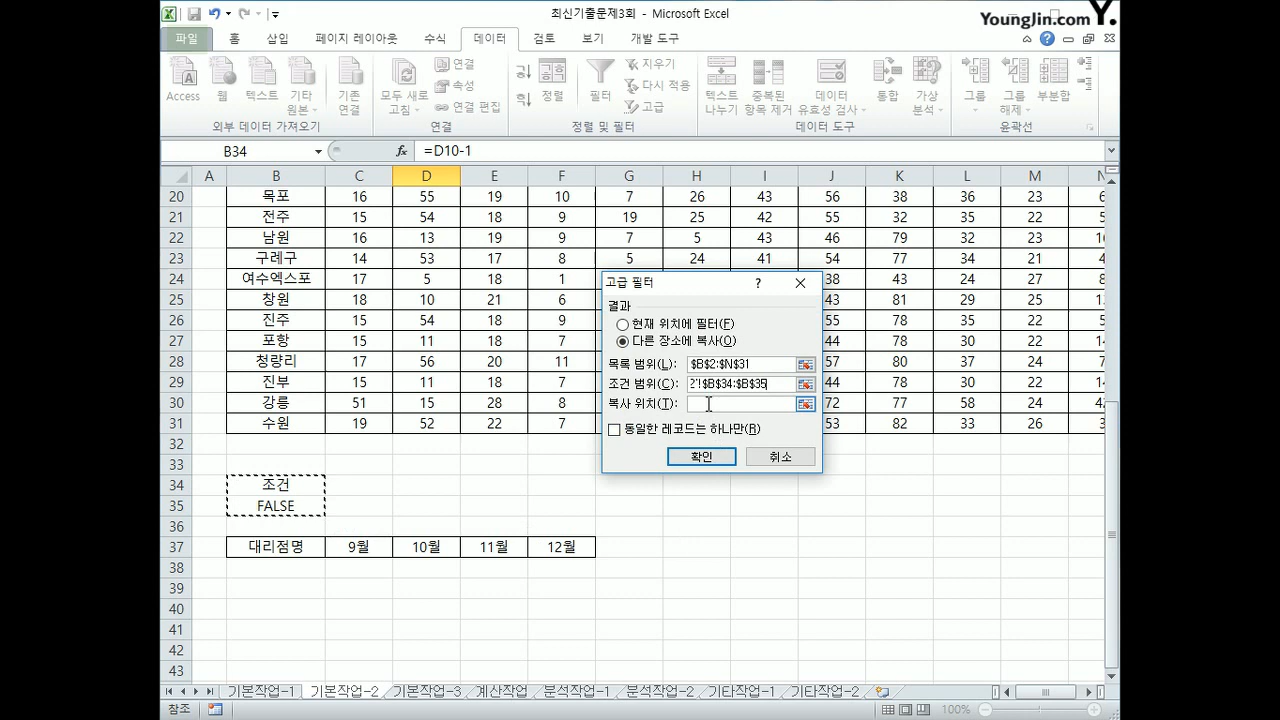 최신기출문제3회 - Microsoft Excel
YoungJin.com Y.
파일 홈 삽입 페이지 레이아웃 수식 데이터 검토 보기 개발 도구
Access 웹 텍스트 기타 원본 기존 연결 모두 새로 고침 연결 속성 연결 편집 정렬 필터 지우기 다시 적용 고급 텍스트 나누기 중복된 항목 제거 데이터 유효성 검사 통합 가상 분석 그룹 그룹 해제 부분합
외부 데이터 가져오기 연결 정렬 및 필터 데이터 도구 윤곽선
B34 fx =D10-1
A B C D E F G H I J K L M N
20 목포 16 55 19 10 7 26 43 56 38 36 23
21 전주 15 54 18 9 19 25 42 55 32 35 22
22 남원 16 13 19 9 7 5 43 46 79 32 23
23 구례구 14 53 17 8 5 24 41 54 77 34 21
24 여수엑스포 17 5 18 1 38 43 24 27
25 창원 18 10 21 6 43 81 29 25
26 진주 15 54 18 9 55 78 35 22
27 포항 15 11 18 7 44 78 30 22
28 청량리 17 56 20 11 57 80 37 24
29 진부 15 11 18 7 44 78 30 22
30 강릉 51 15 28 8 72 77 58 24
31 수원 19 52 22 7 53 82 33 26
32
33
34 조건
35 FALSE
36
37 대리점명 9월 10월 11월 12월
38
39
40
41
42
43
고급 필터 ?
결과
현재 위치에 필터(F)
다른 장소에 복사(O)
목록 범위(L): $B$2:$N$31
조건 범위(C): 2'!$B$34:$B$35
복사 위치(T):
동일한 레코드는 하나만(R)
확인 취소
기본작업-1 기본작업-2 기본작업-3 계산작업 분석작업-1 분석작업-2 기타작업-1 기타작업-2
참조 100%